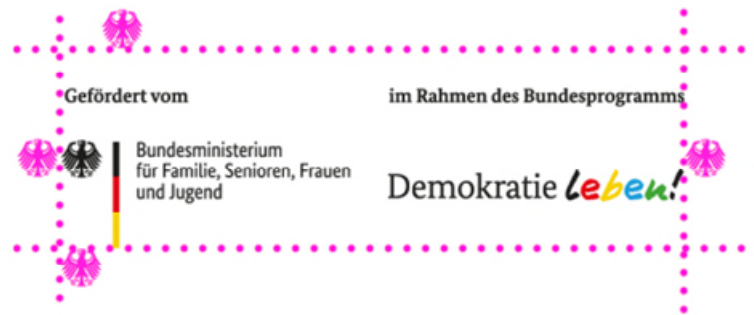 Gefördert vom
im Rahmen des Bundesprogramms
Bundesministerium
für Familie, Senioren, Frauen
und Jugend
Demokratie Leben!